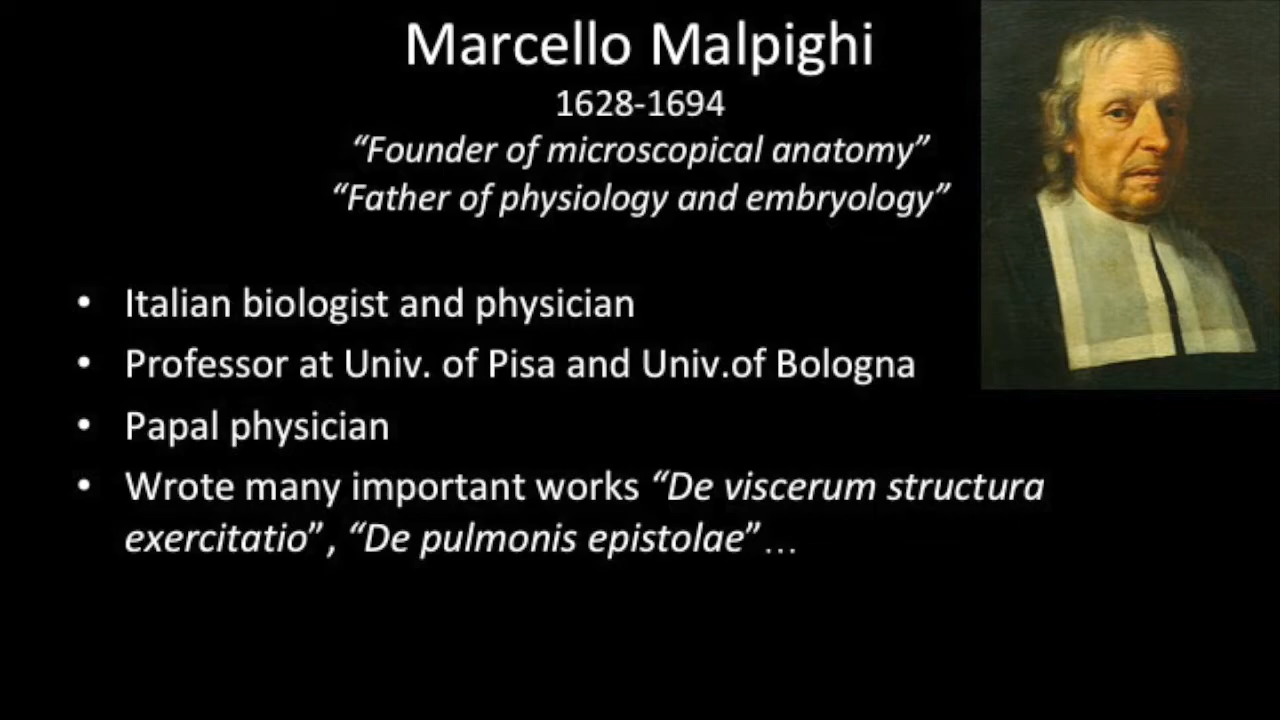 Marcello Malpighi
1628-1694
“Founder of microscopical anatomy”
“Father of physiology and embryology”
• Italian biologist and physician
• Professor at Univ. of Pisa and Univ.of Bologna
• Papal physician
• Wrote many important works “De viscerum structura
exercitatio”, “De pulmonis epistolae”…